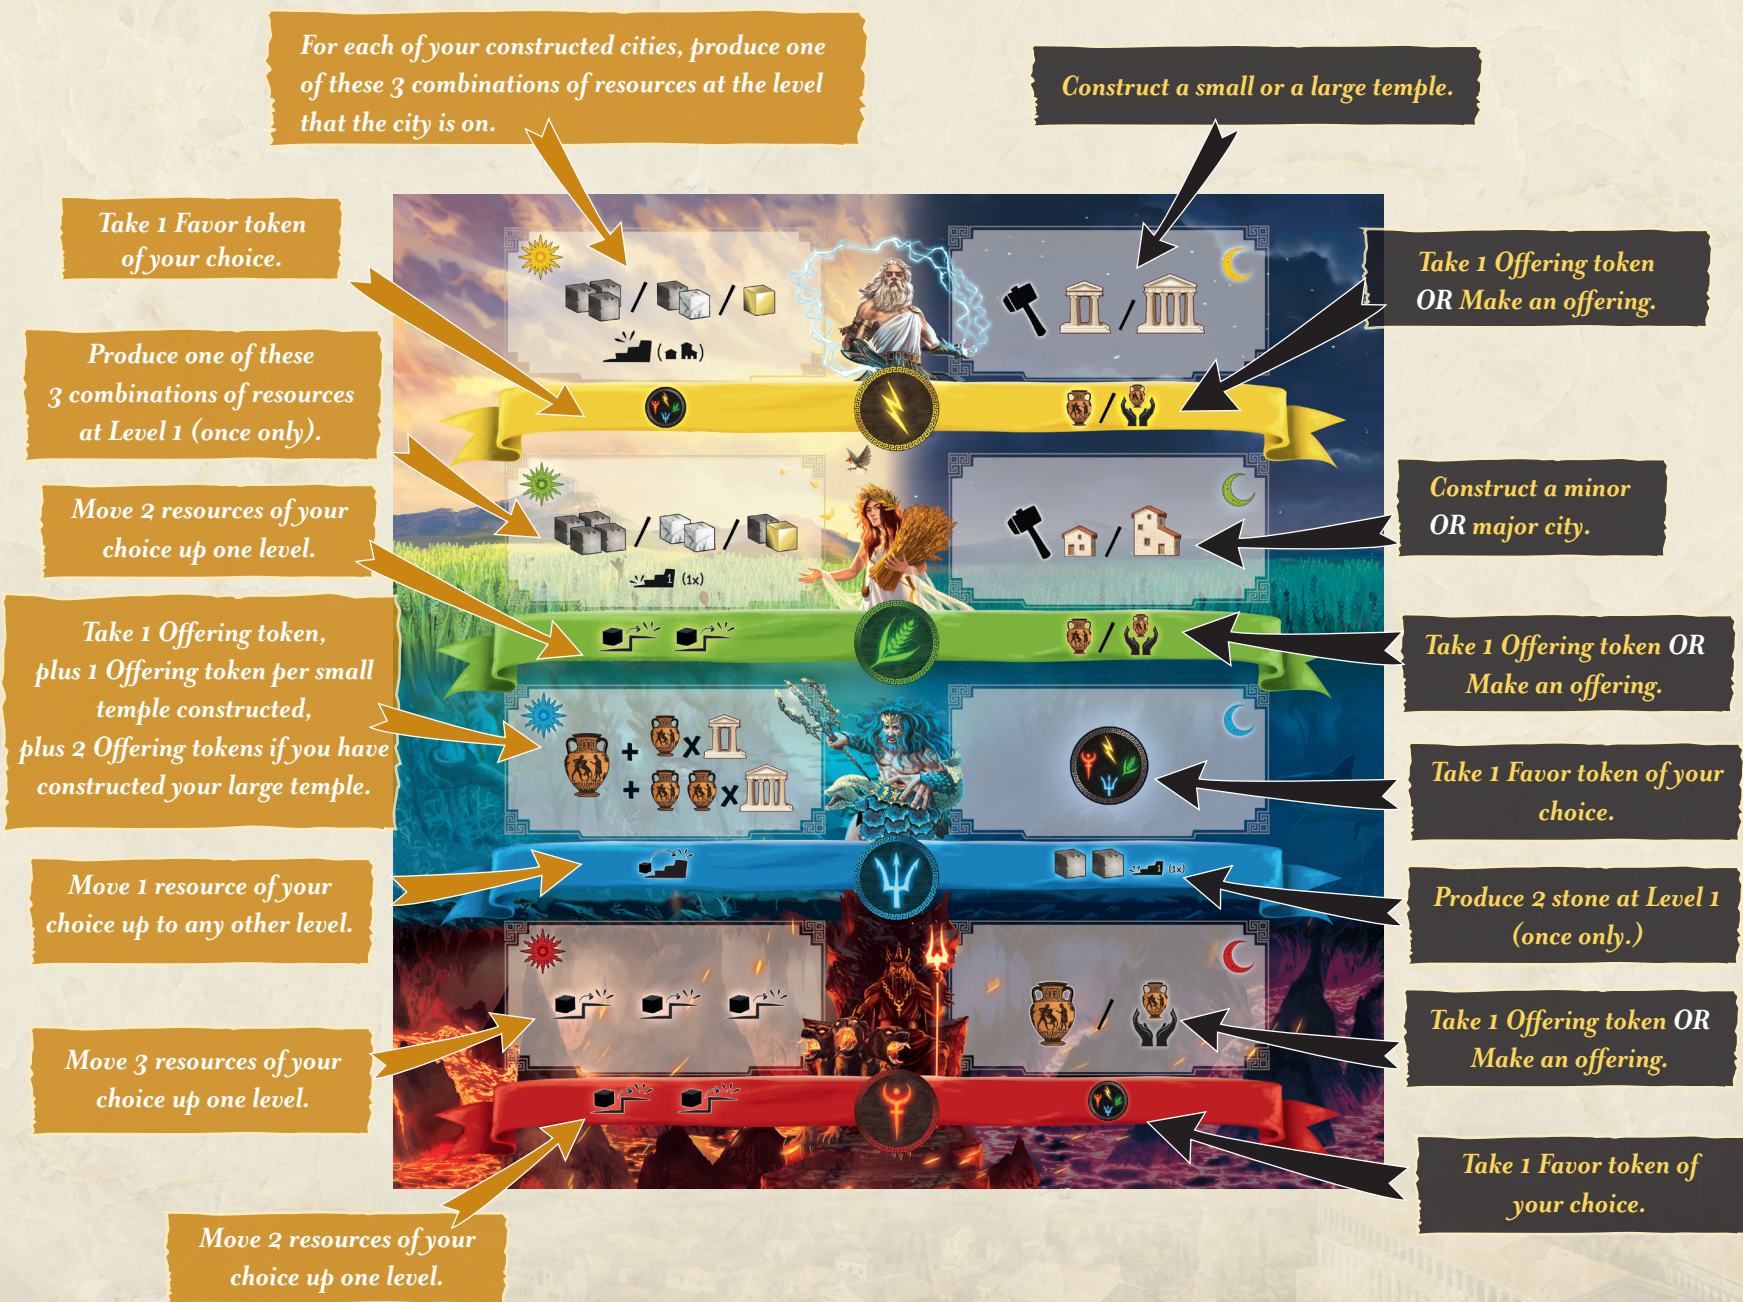 For each of your constructed cities, produce one
of these 3 combinations of resources at the level
that the city is on.
Construct a small or a large temple.
Take 1 Favor token
of your choice.
Take 1 Offering token
OR Make an offering.
Produce one of these
3 combinations of resources
at Level 1 (once only).
Move 2 resources of your
choice up one level.
Construct a minor
OR major city.
1 (1x)
Take 1 Offering token,
plus 1 Offering token per small
temple constructed,
plus 2 Offering tokens if you have
constructed your large temple.
Take 1 Offering token OR
Make an offering.
+ x
+ x
Take 1 Favor token of your
choice.
Move 1 resource of your
choice up to any other level.
1 (1x)
Produce 2 stone at Level 1
(once only.)
Move 3 resources of your
choice up one level.
Take 1 Offering token OR
Make an offering.
Take 1 Favor token of
your choice.
Move 2 resources of your
choice up one level.